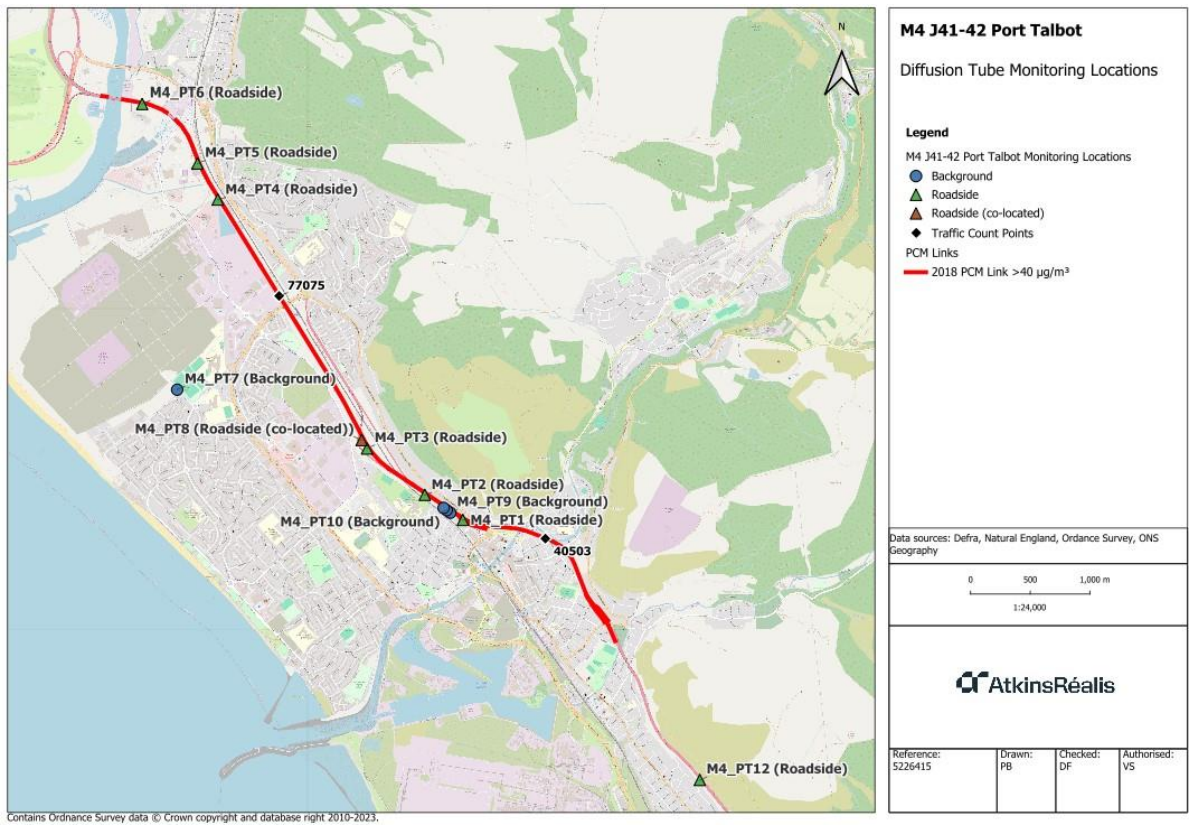 M4 J41-42 Port Talbot
Diffusion Tube Monitoring Locations
Legend
M4 J41-42 Port Talbot Monitoring Locations
Background
Roadside
Roadside (co-located)
Traffic Count Points
PCM Links
2018 PCM Link >40 µg/m³
N
M4_PT6 (Roadside)
M4_PT5 (Roadside)
M4_PT4 (Roadside)
77075
M4_PT7 (Background)
M4_PT8 (Roadside (co-located))
M4_PT3 (Roadside)
M4_PT2 (Roadside)
M4_PT9 (Background)
M4_PT10 (Background)
M4_PT1 (Roadside)
40503
M4_PT12 (Roadside)
Data sources: Defra, Natural England, Ordance Survey, ONS
Geography
0 500 1,000 m
1:24,000
AtkinsRéalis
Reference: Drawn: Checked: Authorised:
5226415 PB DF VS
Contains Ordnance Survey data © Crown copyright and database right 2010-2023.